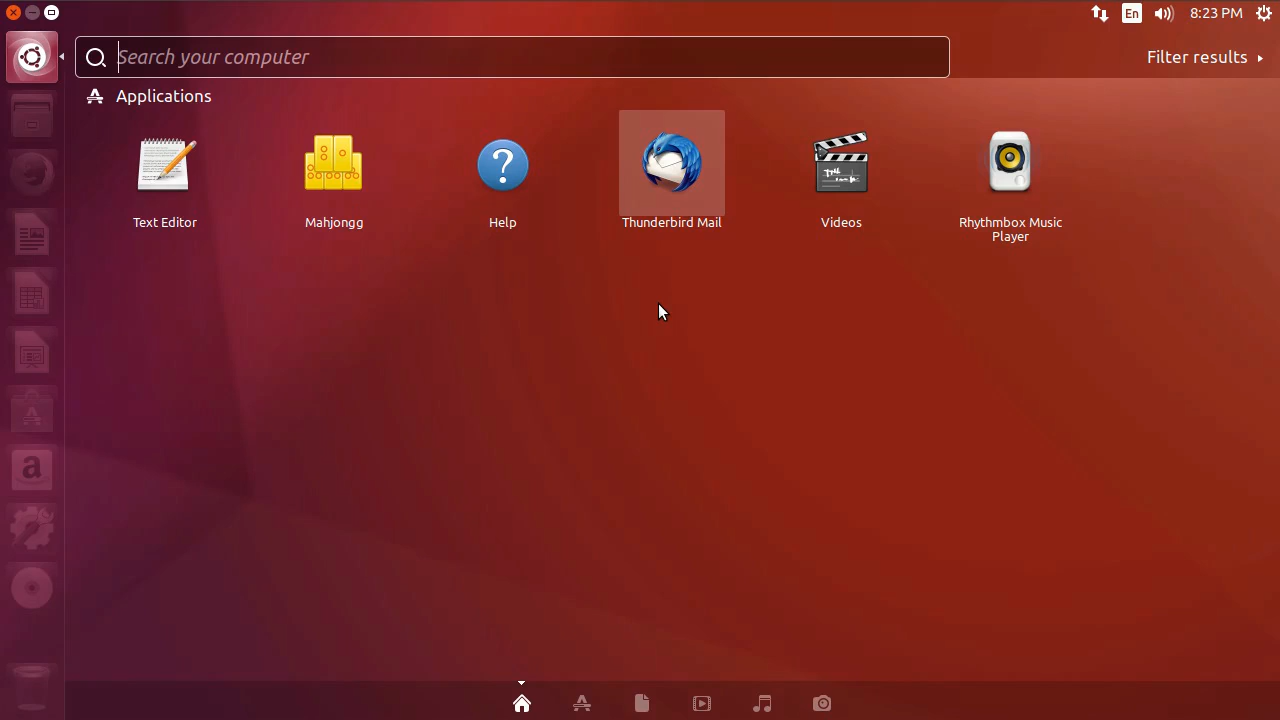 En
8:23 PM
Search your computer
Filter results
Applications
Text Editor
Mahjongg
Help
Thunderbird Mail
Videos
Rhythmbox Music
Player
a